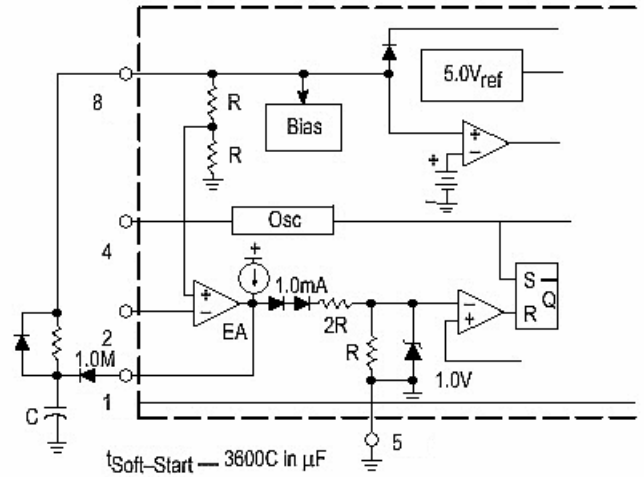 8
R
R
Bias
5.0Vref
+
−
+
−
4
Osc
+
1.0mA
+
−
EA
2R
R
−
+
1.0V
S
R
Q
2
1.0M
1
C
5
tSoft–Start — 3600C in μF